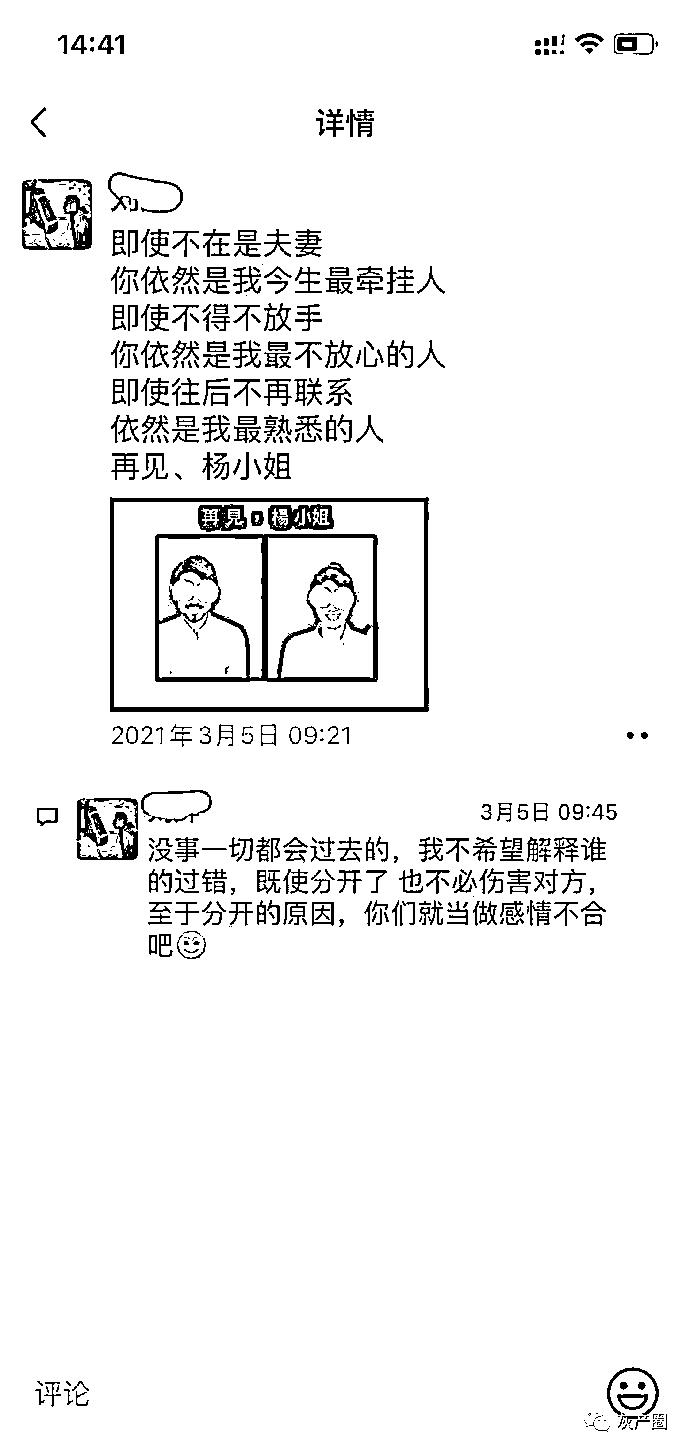 14:41
详情
即使不在是夫妻
你依然是我今生最牵挂人
即使不得不放手
你依然是我最不放心的人
即使往后不再联系
依然是我最熟悉的人
再见、杨小姐
再見,楊小姐
2021年3月5日 09:21
3月5日 09:45
没事一切都会过去的，我不希望解释谁
的过错，既使分开了 也不必伤害对方，
至于分开的原因，你们就当做感情不合
吧
评论
灰产圈